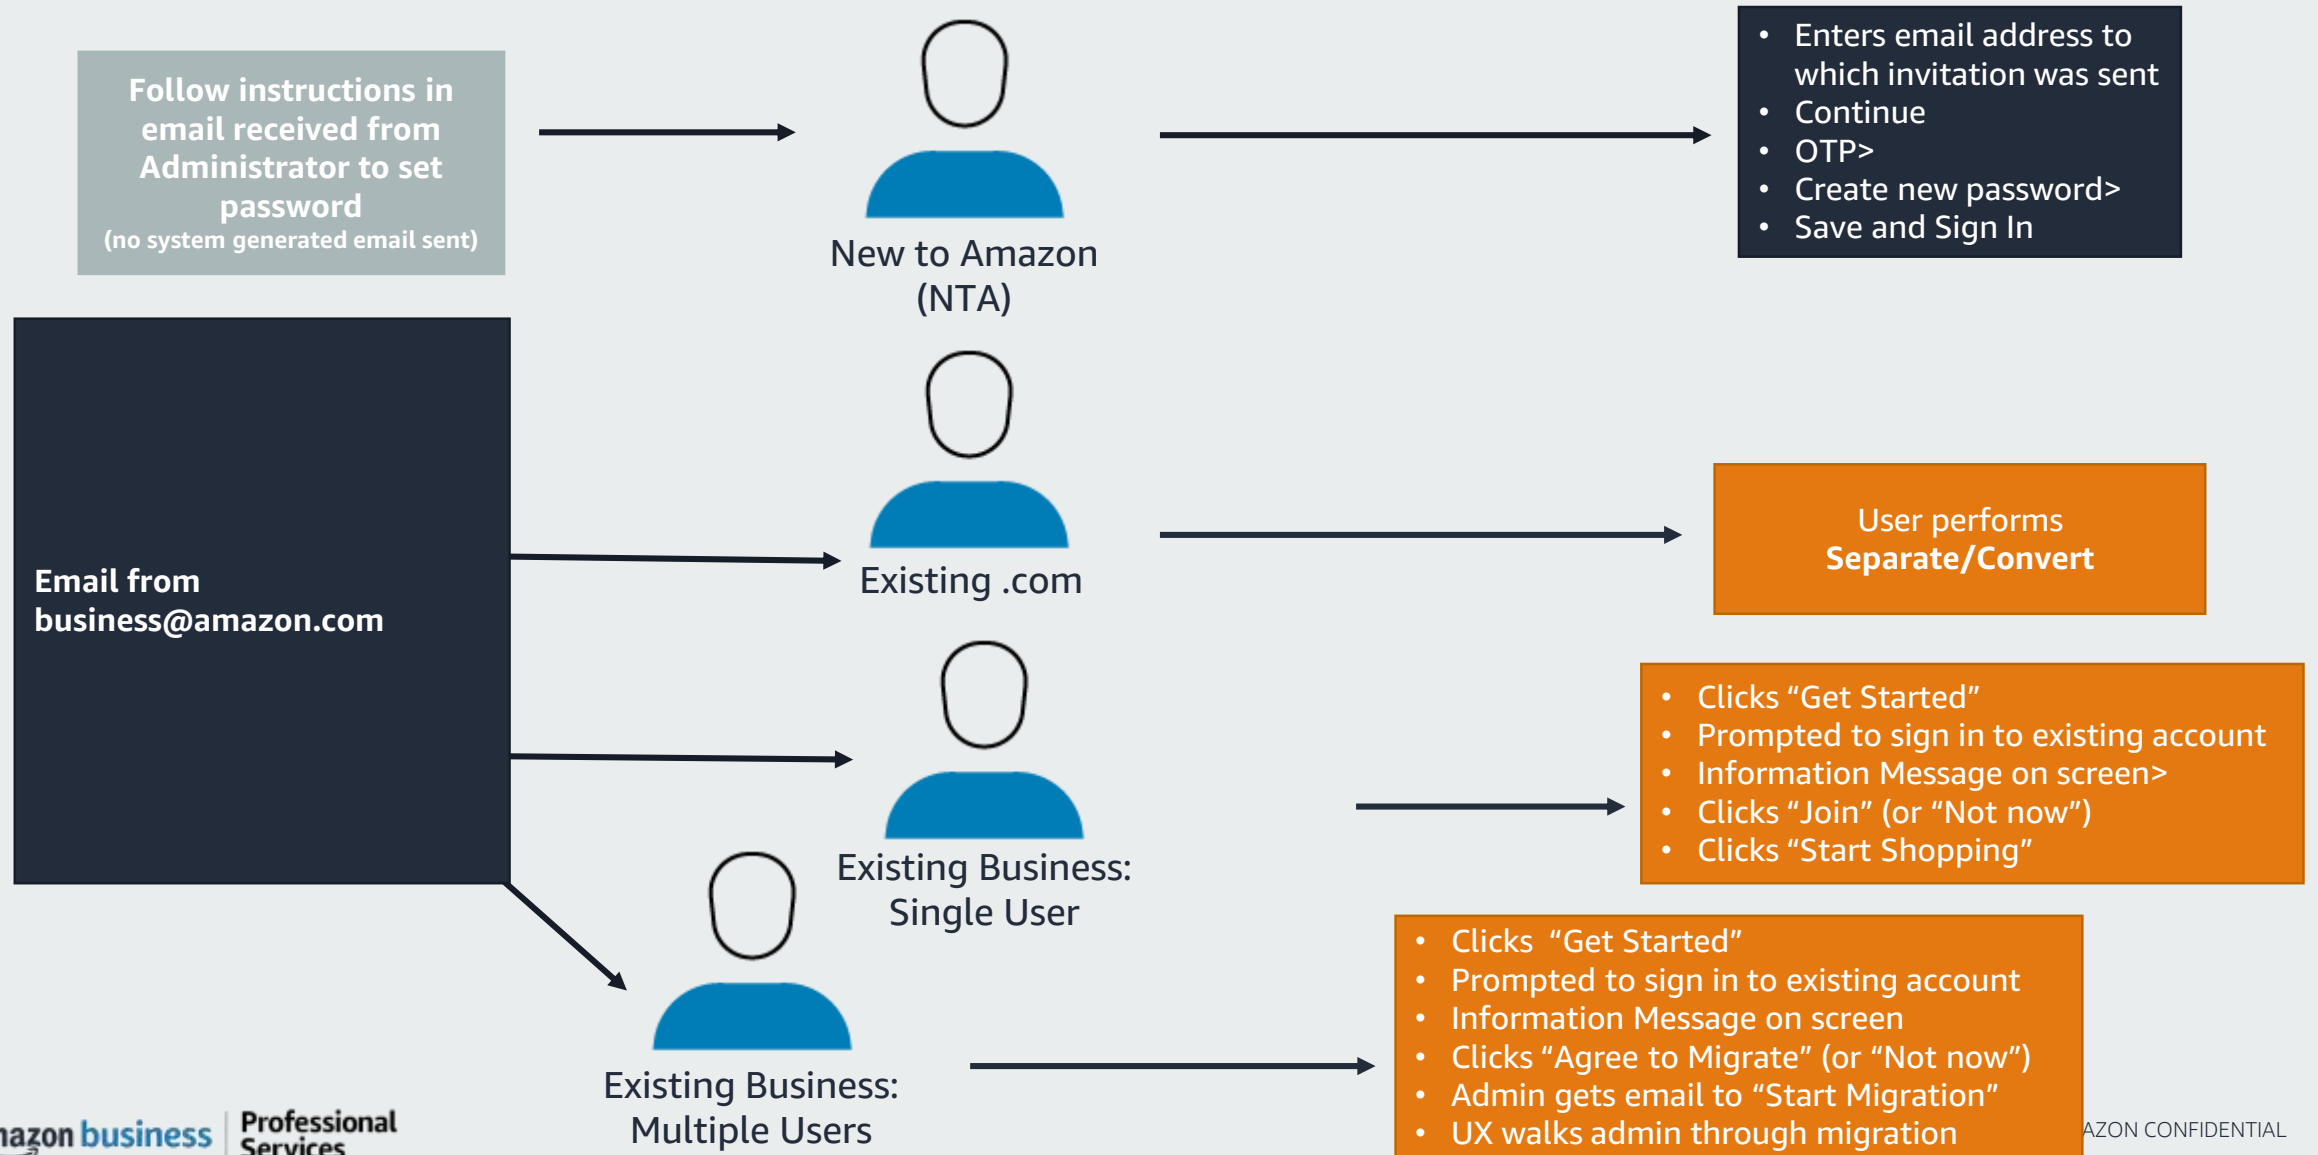 Follow instructions in
email received from
Administrator to set
password
(no system generated email sent)
New to Amazon
(NTA)
• Enters email address to
which invitation was sent
• Continue
• OTP>
• Create new password>
• Save and Sign In
Email from
business@amazon.com
Existing .com
User performs
Separate/Convert
Existing Business:
Single User
• Clicks “Get Started”
• Prompted to sign in to existing account
• Information Message on screen>
• Clicks “Join” (or “Not now”)
• Clicks “Start Shopping”
Existing Business:
Multiple Users
• Clicks  “Get Started”
• Prompted to sign in to existing account
• Information Message on screen
• Clicks “Agree to Migrate” (or “Not now”)
• Admin gets email to “Start Migration”
• UX walks admin through migration
mazon business
Professional
Services
AZON CONFIDENTIAL